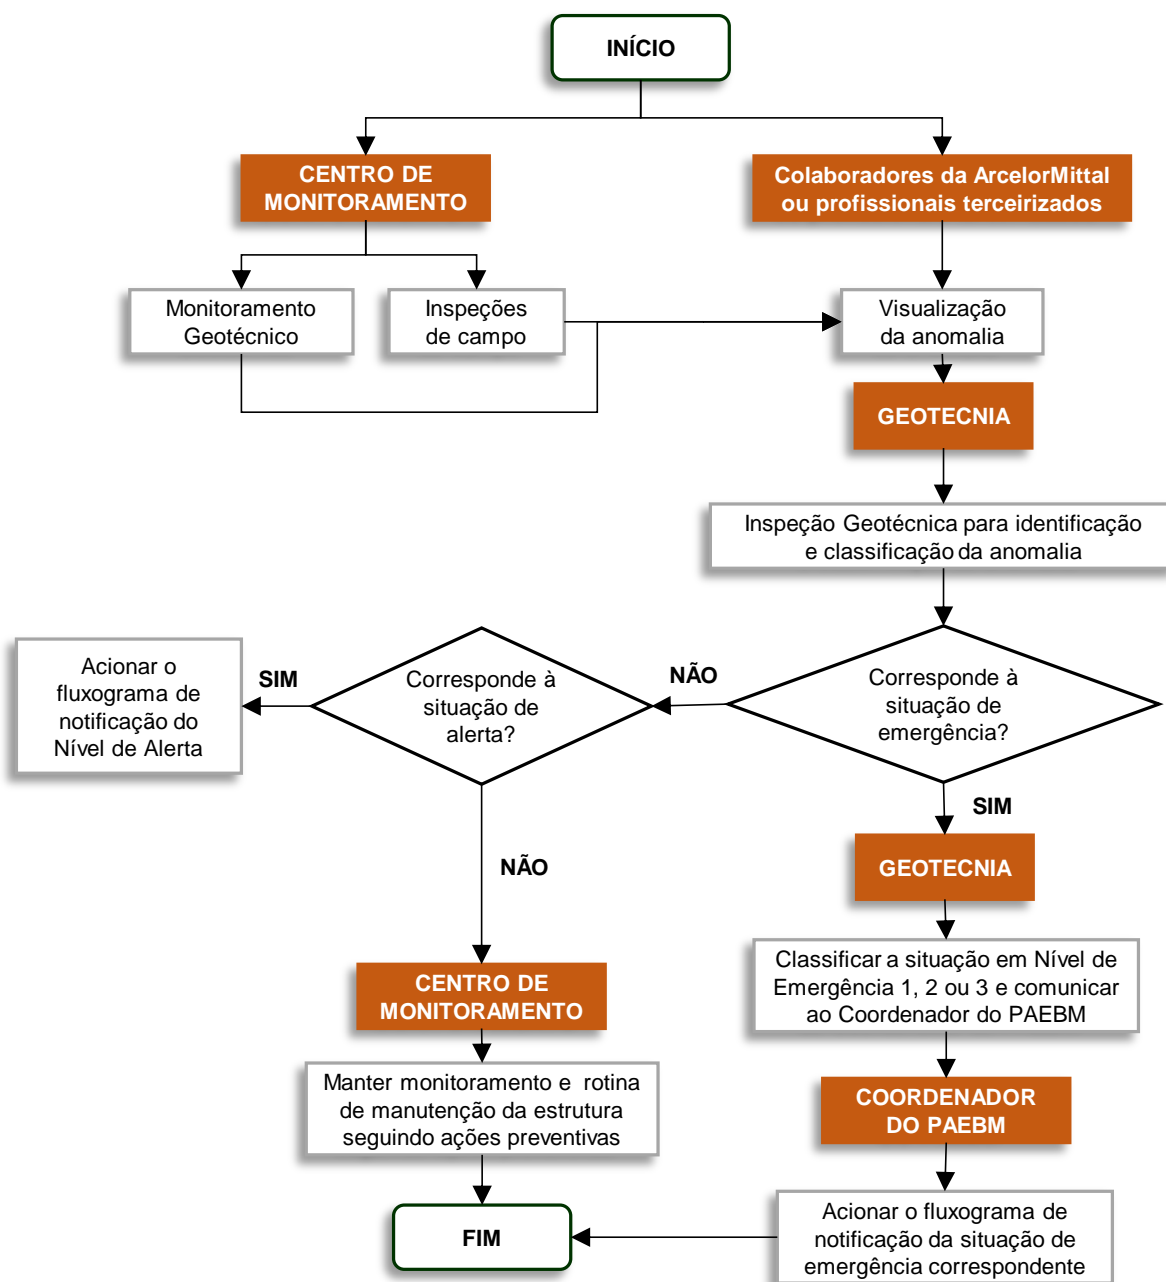 INÍCIO
CENTRO DE
MONITORAMENTO
Colaboradores da ArcelorMittal
ou profissionais terceirizados
Monitoramento
Geotécnico
Inspeções
de campo
Visualização
da anomalia
GEOTECNIA
Inspeção Geotécnica para identificação
e classificação da anomalia
Acionar o
fluxograma de
notificação do
Nível de Alerta
SIM
Corresponde à
situação de
alerta?
NÃO
Corresponde à
situação de
emergência?
SIM
NÃO
GEOTECNIA
Classificar a situação em Nível de
Emergência 1, 2 ou 3 e comunicar
ao Coordenador do PAEBM
CENTRO DE
MONITORAMENTO
Manter monitoramento e rotina
de manutenção da estrutura
seguindo ações preventivas
COORDENADOR
DO PAEBM
FIM
Acionar o fluxograma de
notificação da situação de
emergência correspondente